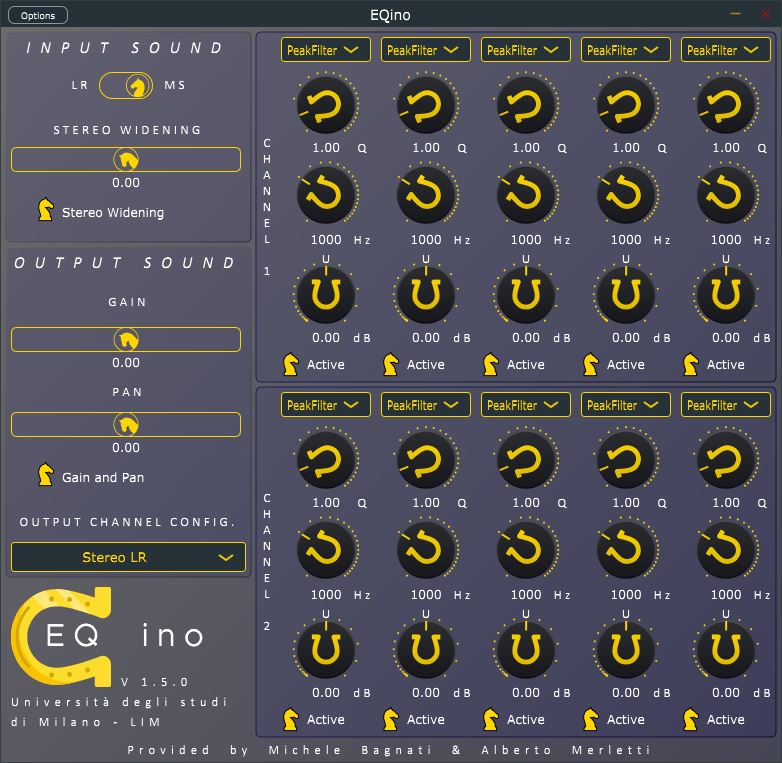 Options
EQino
INPUT SOUND
LR MS
STEREO WIDENING
0.00
Stereo Widening
OUTPUT SOUND
GAIN
0.00
PAN
0.00
Gain and Pan
OUTPUT CHANNEL CONFIG.
Stereo LR
EQ ino
V 1.5.0
Università degli studi
di Milano - LIM
CHANNEL 1
PeakFilter PeakFilter PeakFilter PeakFilter PeakFilter
1.00 Q 1.00 Q 1.00 Q 1.00 Q 1.00 Q
1000 Hz 1000 Hz 1000 Hz 1000 Hz 1000 Hz
U U U U U
0.00 dB 0.00 dB 0.00 dB 0.00 dB 0.00 dB
Active Active Active Active Active
CHANNEL 2
PeakFilter PeakFilter PeakFilter PeakFilter PeakFilter
1.00 Q 1.00 Q 1.00 Q 1.00 Q 1.00 Q
1000 Hz 1000 Hz 1000 Hz 1000 Hz 1000 Hz
U U U U U
0.00 dB 0.00 dB 0.00 dB 0.00 dB 0.00 dB
Active Active Active Active Active
Provided by Michele Bagnati & Alberto Merletti